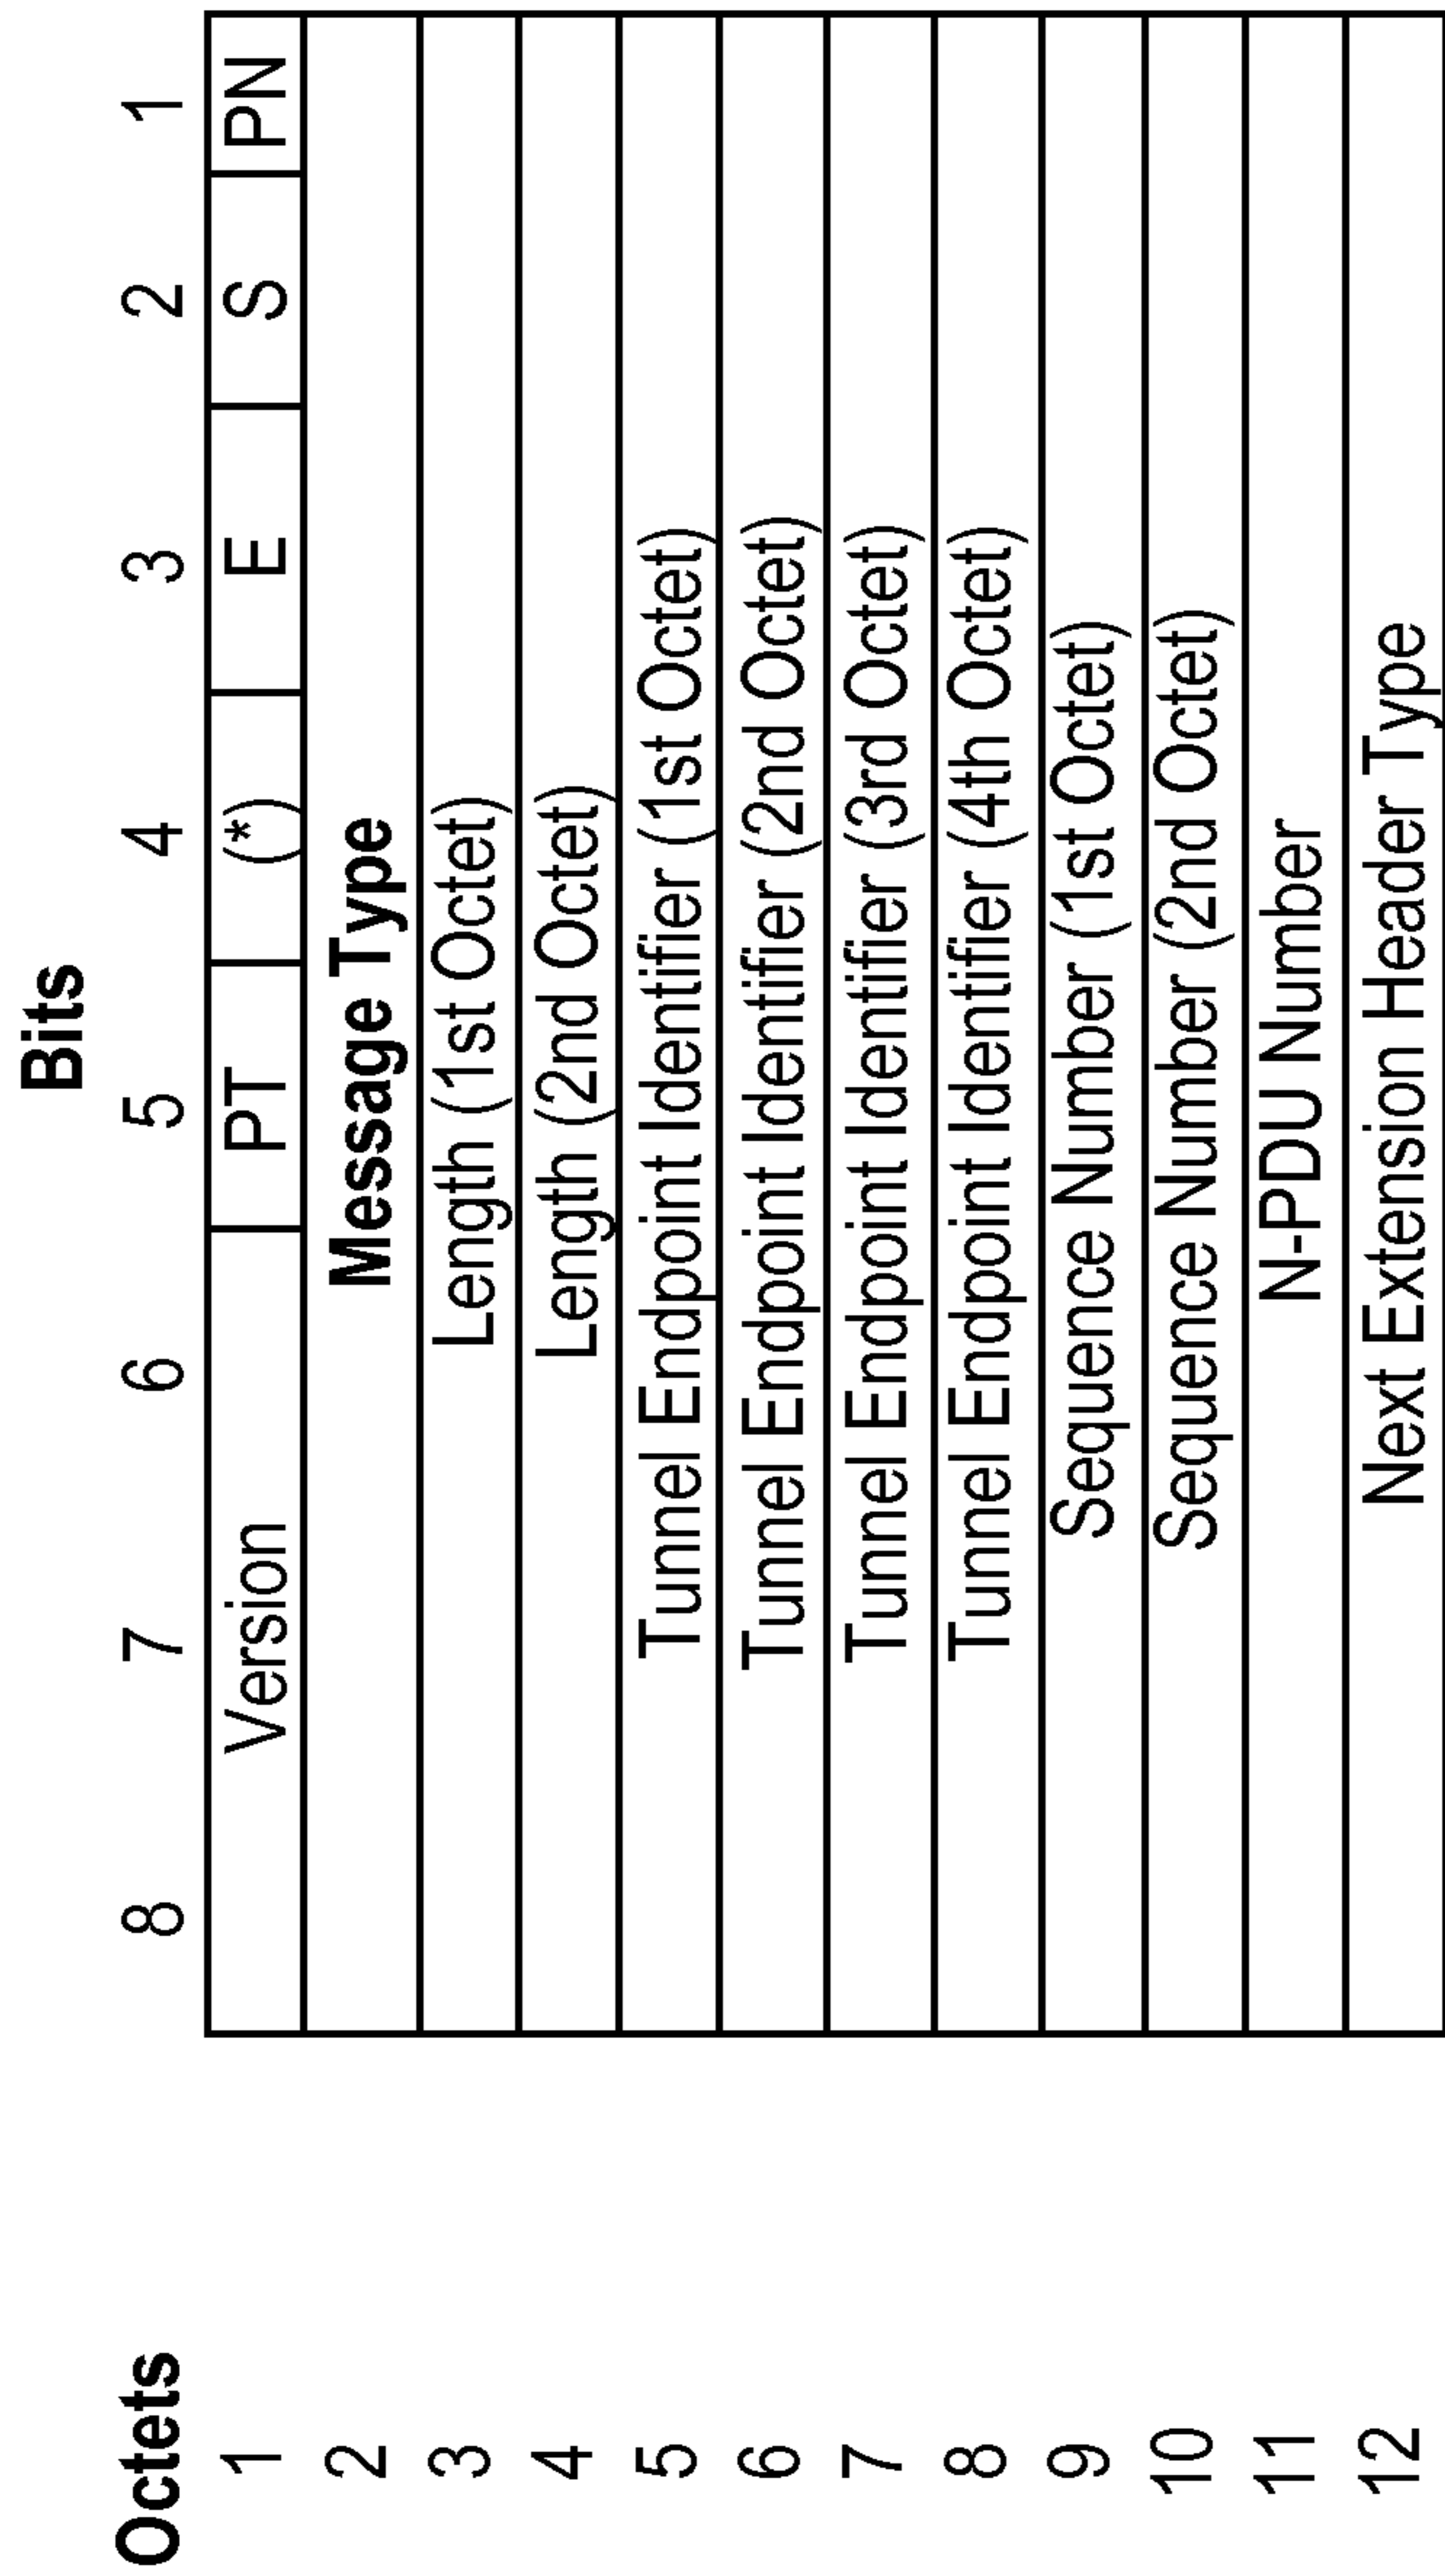 Bits
Octets 8 7 6 5 4 3 2 1
1 Version PT (*) E S PN
2 Message Type
3 Length (1st Octet)
4 Length (2nd Octet)
5 Tunnel Endpoint Identifier (1st Octet)
6 Tunnel Endpoint Identifier (2nd Octet)
7 Tunnel Endpoint Identifier (3rd Octet)
8 Tunnel Endpoint Identifier (4th Octet)
9 Sequence Number (1st Octet)
10 Sequence Number (2nd Octet)
11 N-PDU Number
12 Next Extension Header Type